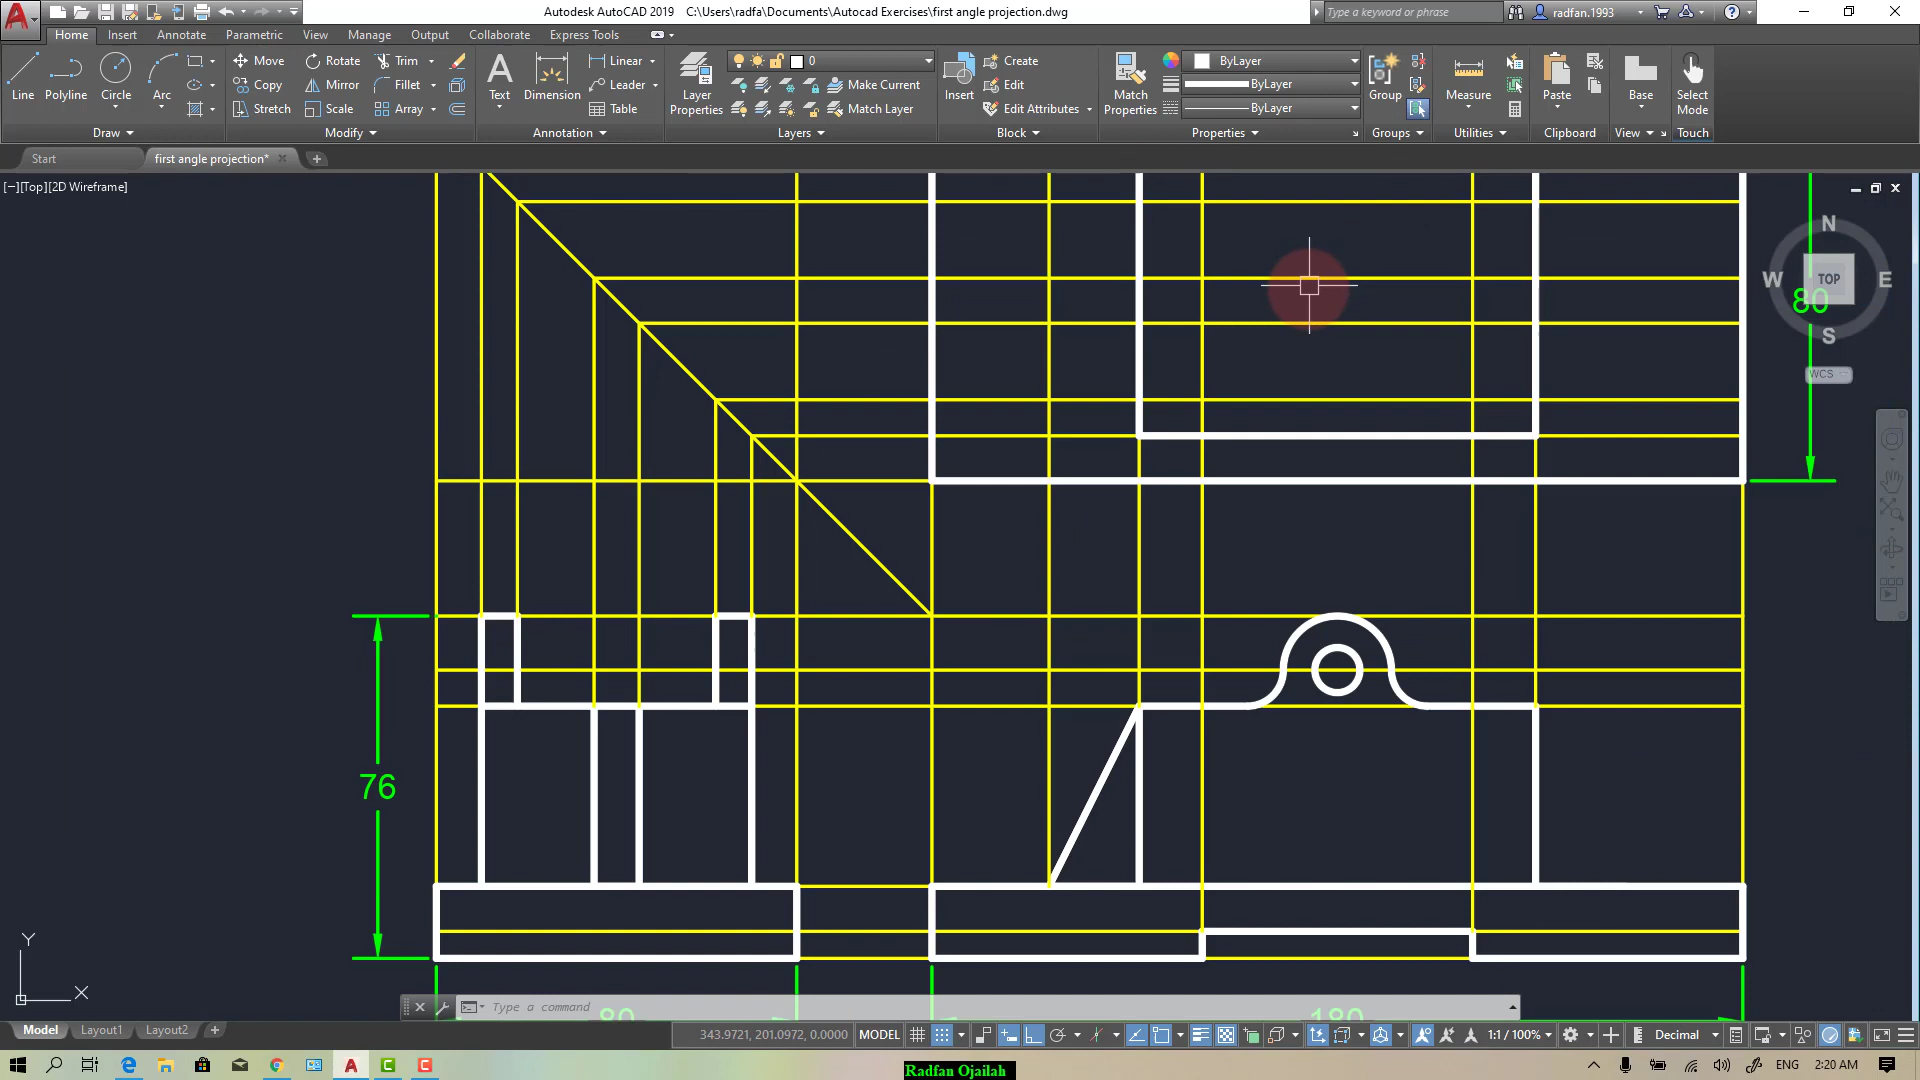 Autodesk AutoCAD 2019 C:\Users\radfa\Documents\Autocad Exercises\first angle projection.dwg
Type a keyword or phrase
radfan.1993
Home Insert Annotate Parametric View Manage Output Collaborate Express Tools
Line Polyline Circle Arc
Draw
Move Rotate Trim
Copy Mirror Fillet
Stretch Scale Array
Modify
Text Dimension
Linear
Leader
Table
Annotation
Layer Properties
0
Make Current
Match Layer
Layers
Insert
Create
Edit
Edit Attributes
Block
Match Properties
ByLayer
ByLayer
ByLayer
Properties
Group
Groups
Measure
Utilities
Paste
Clipboard
Base
View
Select Mode
Touch
Start
first angle projection*
[−][Top][2D Wireframe]
N
W TOP E
S
80
WCS
76
Y
X
80
180
Type a command
Model Layout1 Layout2
343.9721, 201.0972, 0.0000 MODEL
1:1 / 100%
Decimal
Radfan Ojailah
ENG 2:20 AM